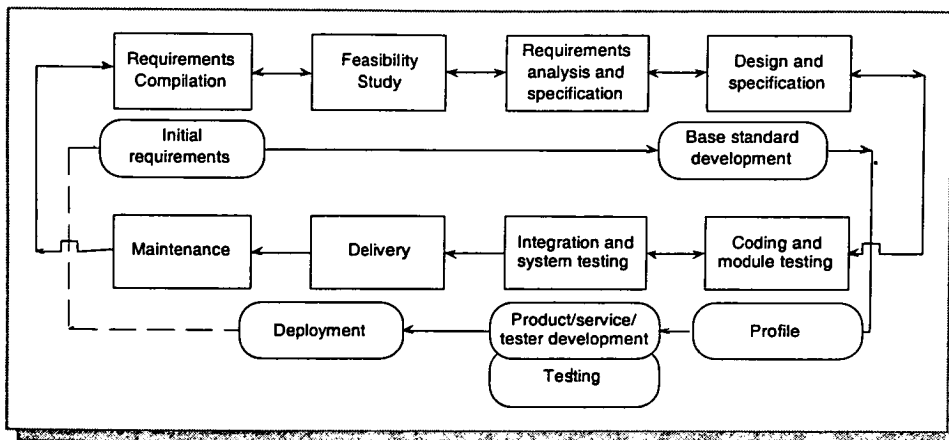 Requirements
Compilation
Feasibility
Study
Requirements
analysis and
specification
Design and
specification
Initial
requirements
Base standard
development
Maintenance
Delivery
Integration and
system testing
Coding and
module testing
Deployment
Product/service/
tester development
Profile
Testing